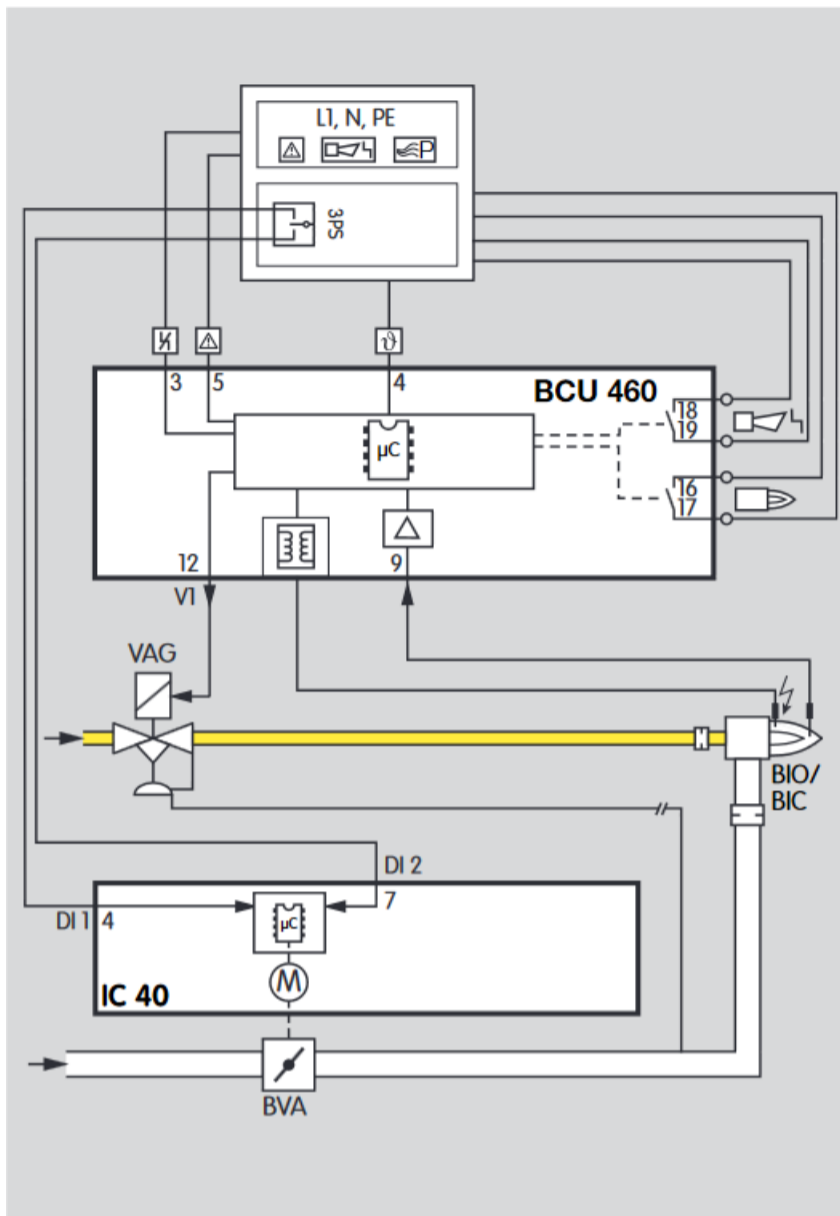 L1, N, PE
P
3PS
ϑ
3 5 4
BCU 460
18
19
µC
16
17
12 9
V1
VAG
BIO/
BIC
DI 2
DI 1 4 7
µC
M
IC 40
BVA